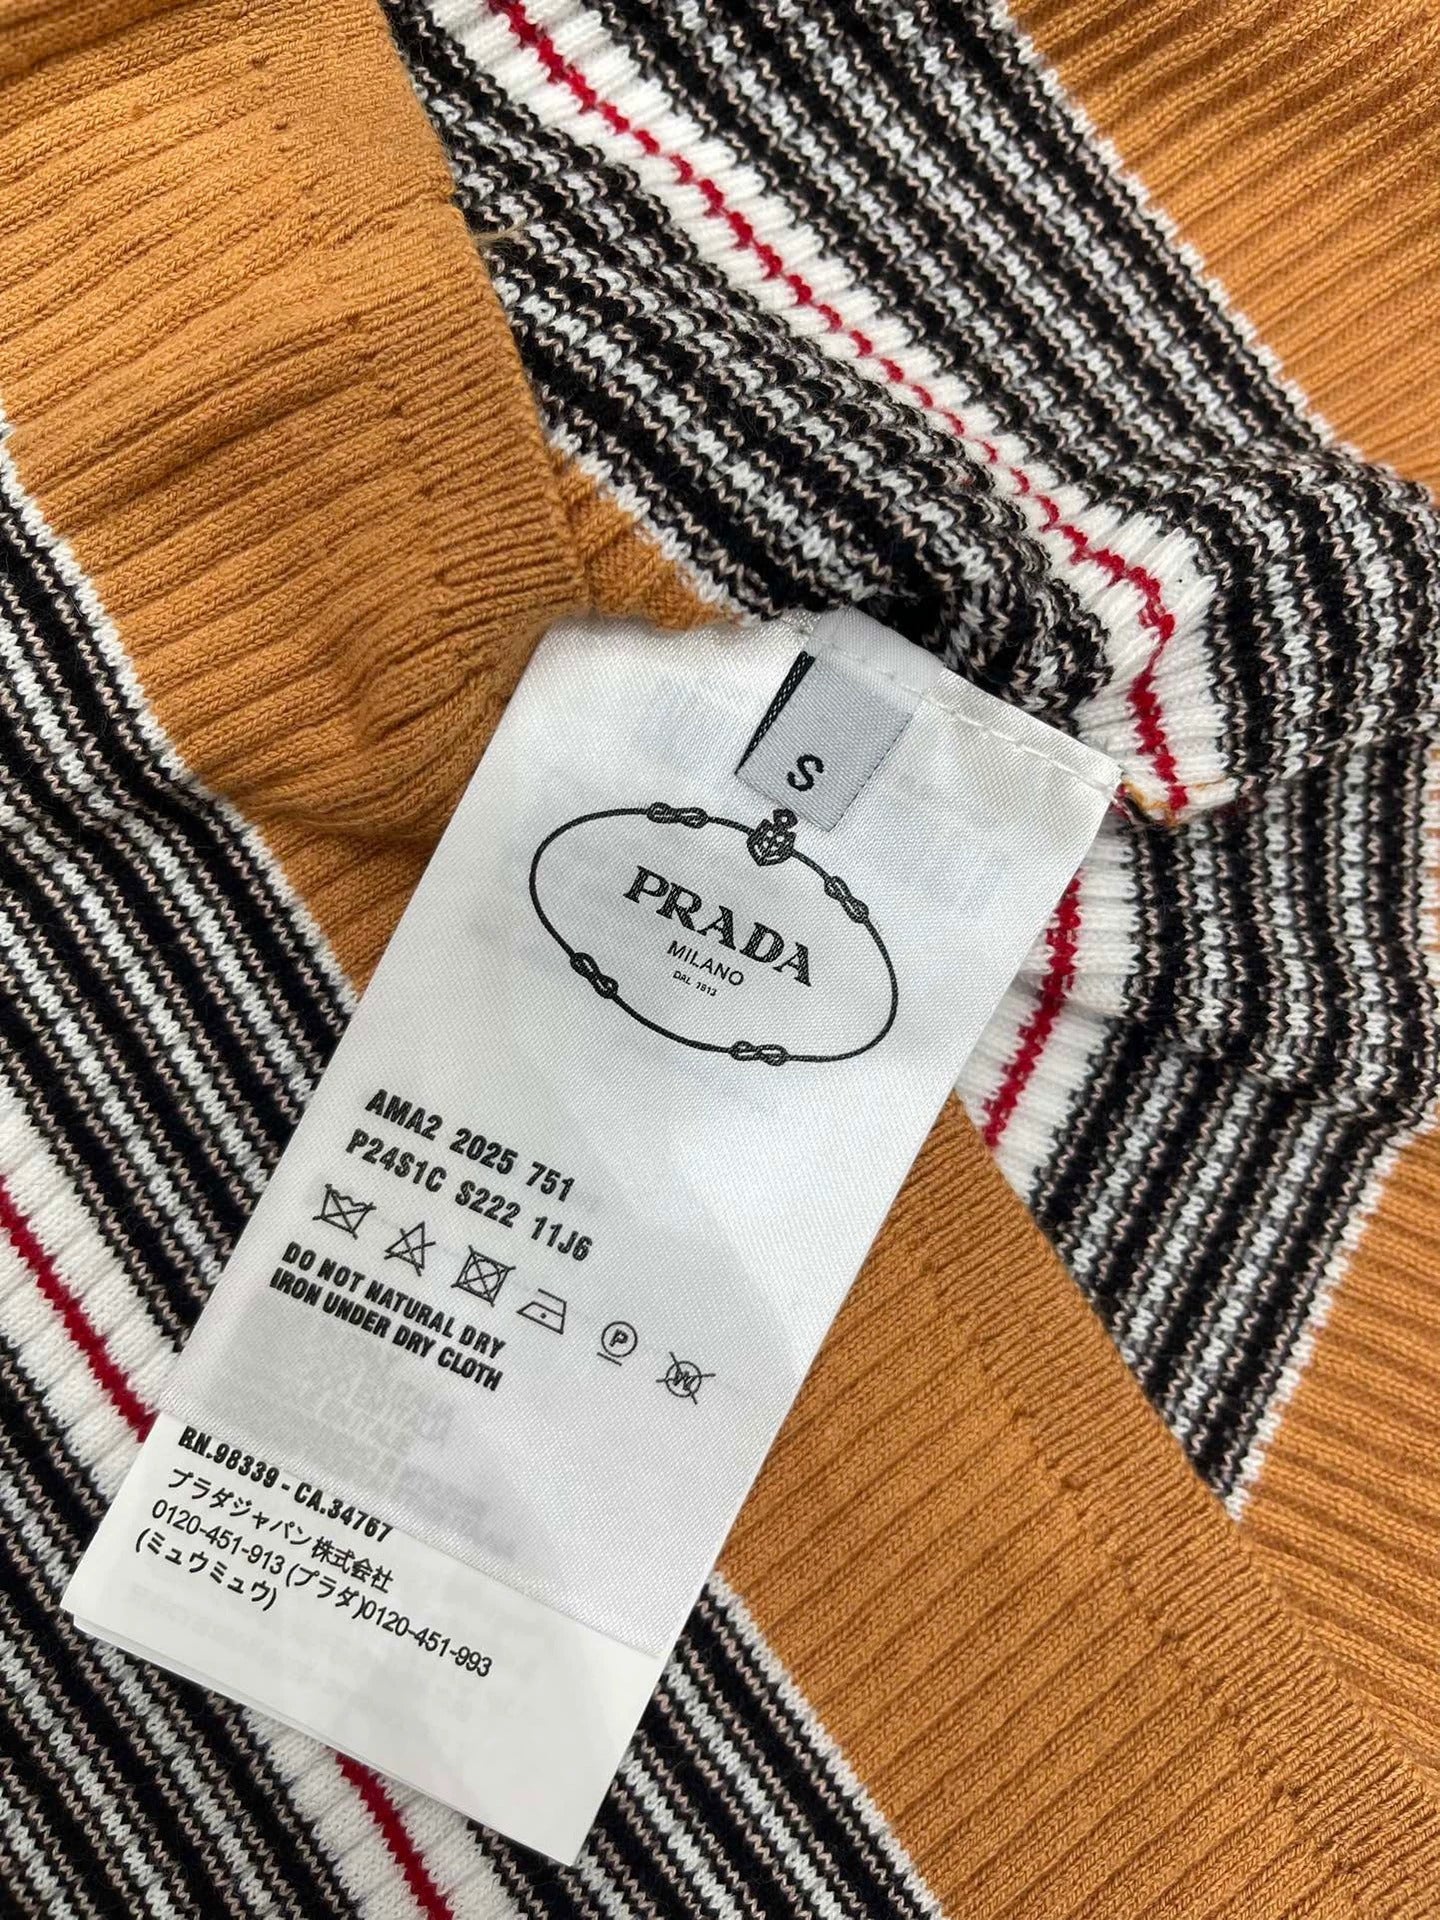 S
PRADA
MILANO
DAL 1913
AMA2 2025 751
P24S1C S222 11J6
P
DO NOT NATURAL DRY
IRON UNDER DRY CLOTH
RN.98339 - CA.34767
プラダジャパン株式会社
0120-451-913 (プラダ)0120-451-993
(ミュウミュウ)